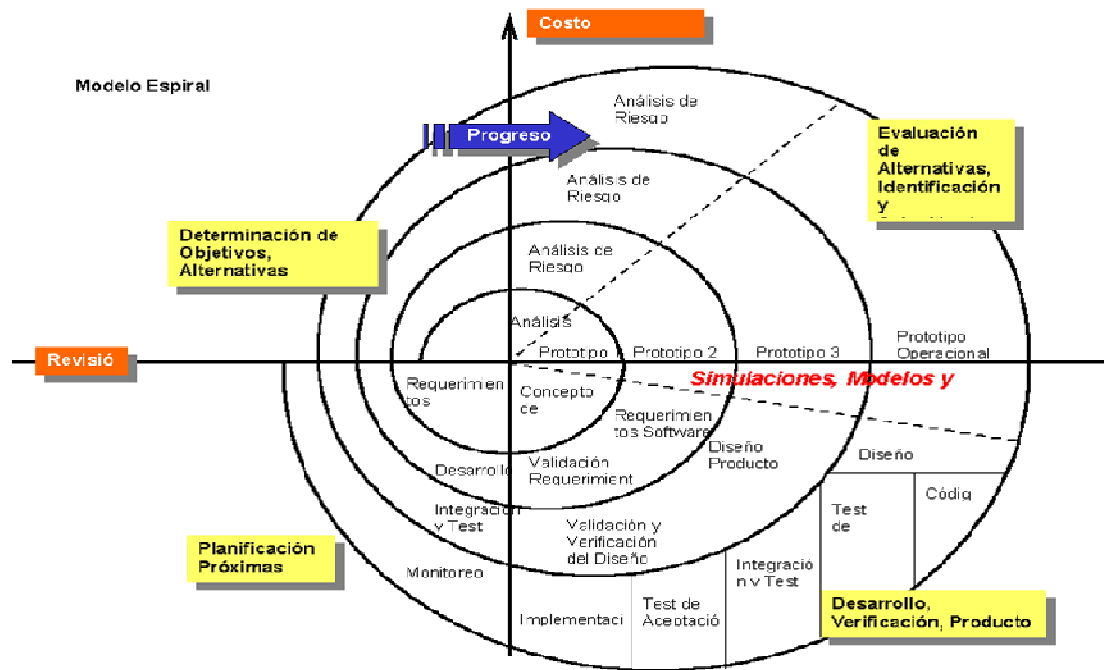 Costo
Modelo Espiral
Análisis de
Riesgo
Progreso
Evaluación
de
Alternativas,
Identificación
y
Análisis de
Riesgo
Determinación de
Objetivos,
Alternativas
Análisis de
Riesgo
Análisis
Revisió
Prototipo
Prototipo 2
Prototipo 3
Prototipo
Operacional
Simulaciones, Modelos y
Requerimien
tos
Concepto
de
Requerimien
tos Software
Diseño
Producto
Diseño
Desarrollo
Validación
Requerimient
Códig
Integración
y Test
Test
de
Validación y
Verificación
del Diseño
Planificación
Próximas
Monitoreo
Integració
n y Test
Implementaci
Test de
Aceptació
Desarrollo,
Verificación, Producto